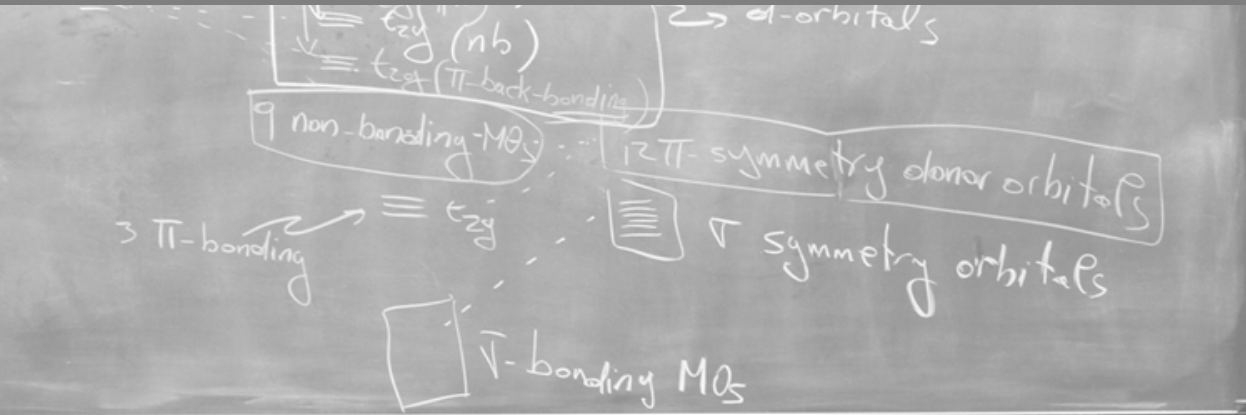 d-orbitals
t2g (nb)
t2g (π-back-bonding)
9 non-bonding-MOs
12 π-symmetry donor orbitals
t2g
3 π-bonding
σ symmetry orbitals
σ-bonding MOs